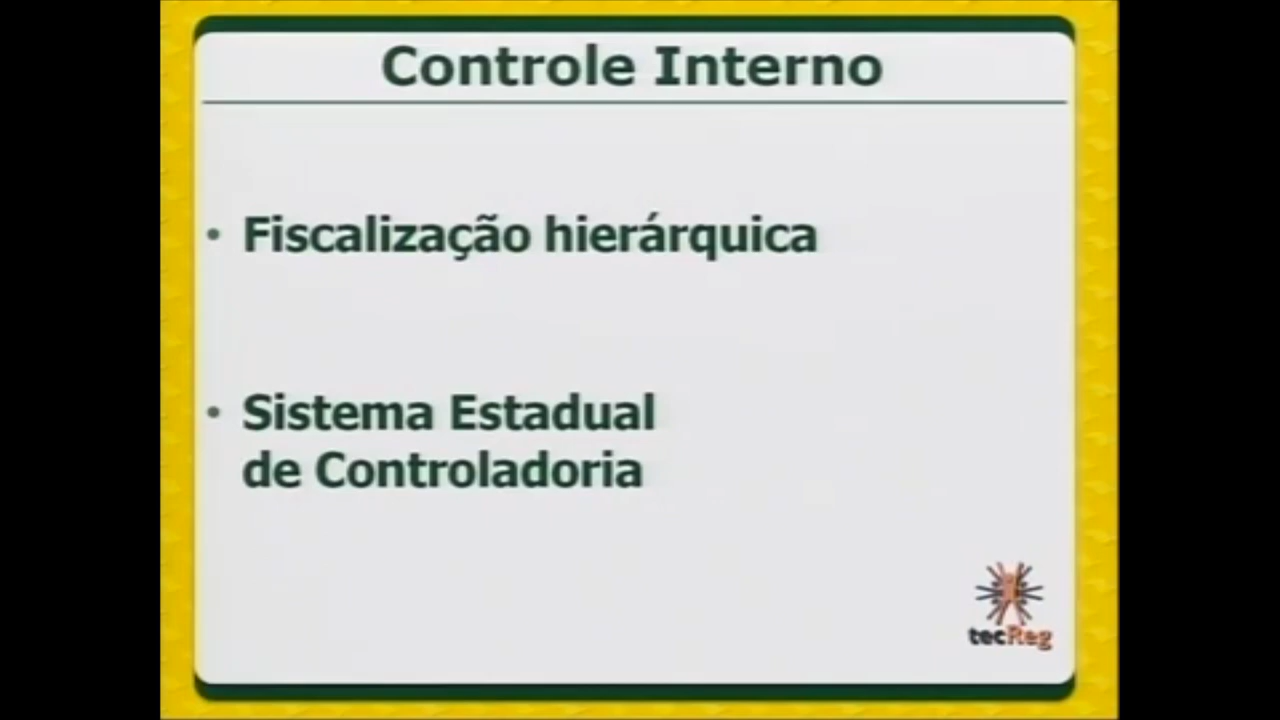 Controle Interno
• Fiscalização hierárquica
• Sistema Estadual
de Controladoria
tecReg